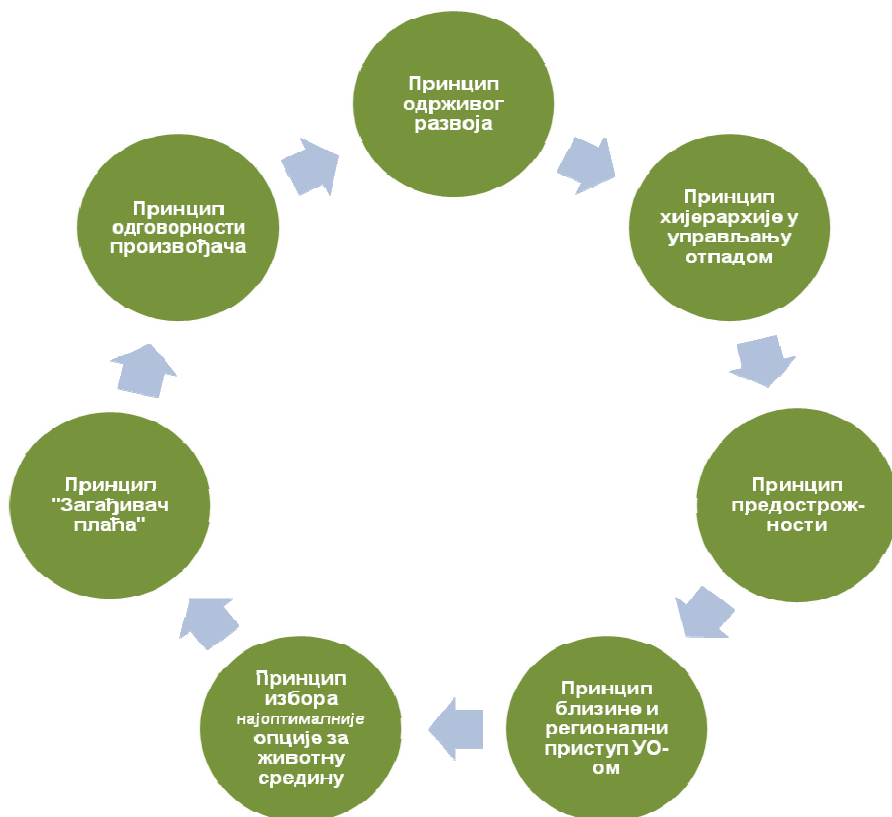 Принцип
одрживог
развоја
Принцип
хијерархије у
управљању
отпадом
Принцип
предострож-
ности
Принцип
близине и
регионални
приступ УО-
ом
Принцип
избора
најоптималније
опције за
животну
средину
Принцип
"Загађивач
плаћа"
Принцип
одговорности
произвођача